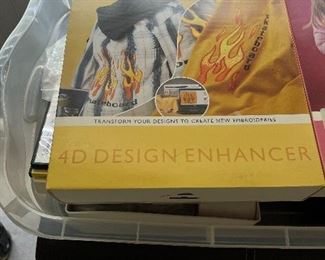 TRANSFORM YOUR DESIGNS TO CREATE NEW EMBROIDERIES
4D DESIGN ENHANCER